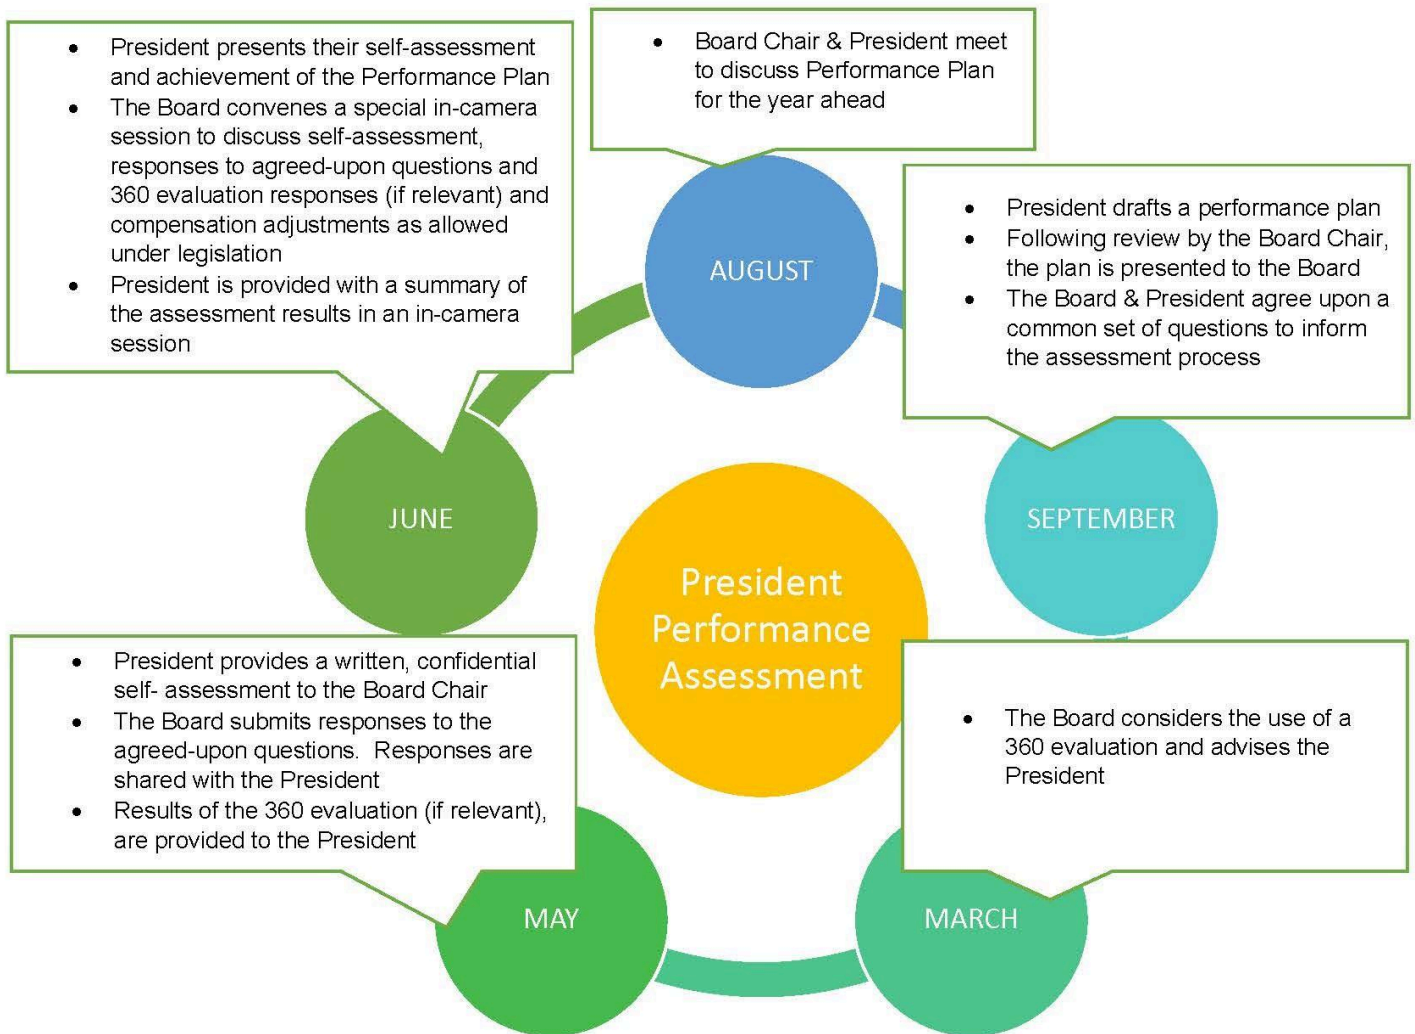 • President presents their self-assessment
and achievement of the Performance Plan
• The Board convenes a special in-camera
session to discuss self-assessment,
responses to agreed-upon questions and
360 evaluation responses (if relevant) and
compensation adjustments as allowed
under legislation
• President is provided with a summary of
the assessment results in an in-camera
session
• Board Chair & President meet
to discuss Performance Plan
for the year ahead
• President drafts a performance plan
• Following review by the Board Chair,
the plan is presented to the Board
• The Board & President agree upon a
common set of questions to inform
the assessment process
AUGUST
JUNE
SEPTEMBER
President
Performance
Assessment
• President provides a written, confidential
self- assessment to the Board Chair
• The Board submits responses to the
agreed-upon questions.  Responses are
shared with the President
• Results of the 360 evaluation (if relevant),
are provided to the President
• The Board considers the use of a
360 evaluation and advises the
President
MAY
MARCH